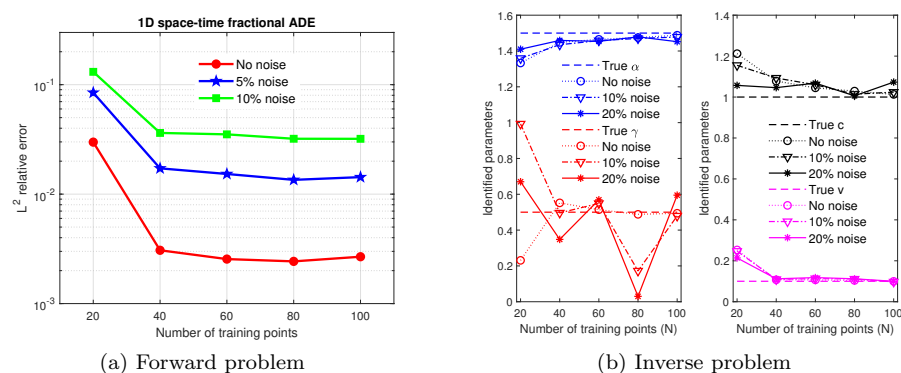 1D space-time fractional ADE
No noise
5% noise
10% noise
L² relative error
10⁻¹
10⁻²
10⁻³
20 40 60 80 100
Number of training points
(a) Forward problem
Identified parameters
1.6
1.4
1.2
1
0.8
0.6
0.4
0.2
0
True α
No noise
10% noise
20% noise
True γ
No noise
10% noise
20% noise
20 40 60 80 100
Number of training points (N)
Identified parameters
1.4
1.2
1
0.8
0.6
0.4
0.2
0
True c
No noise
10% noise
20% noise
True v
No noise
10% noise
20% noise
20 40 60 80 100
Number of training points (N)
(b) Inverse problem